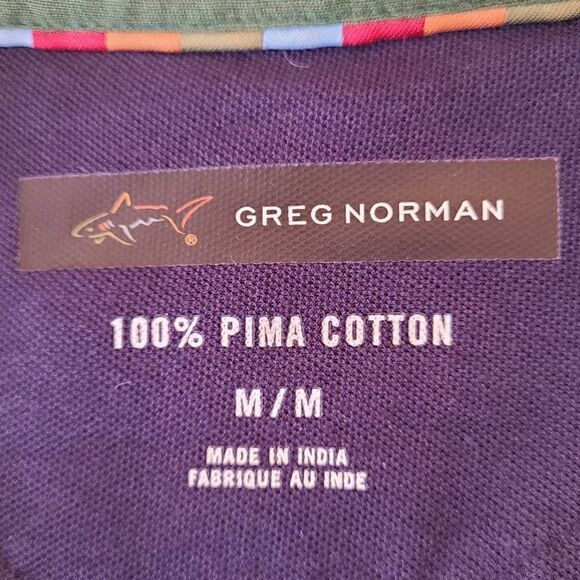 ® GREG NORMAN
100% PIMA COTTON
M/M
MADE IN INDIA
FABRIQUE AU INDE